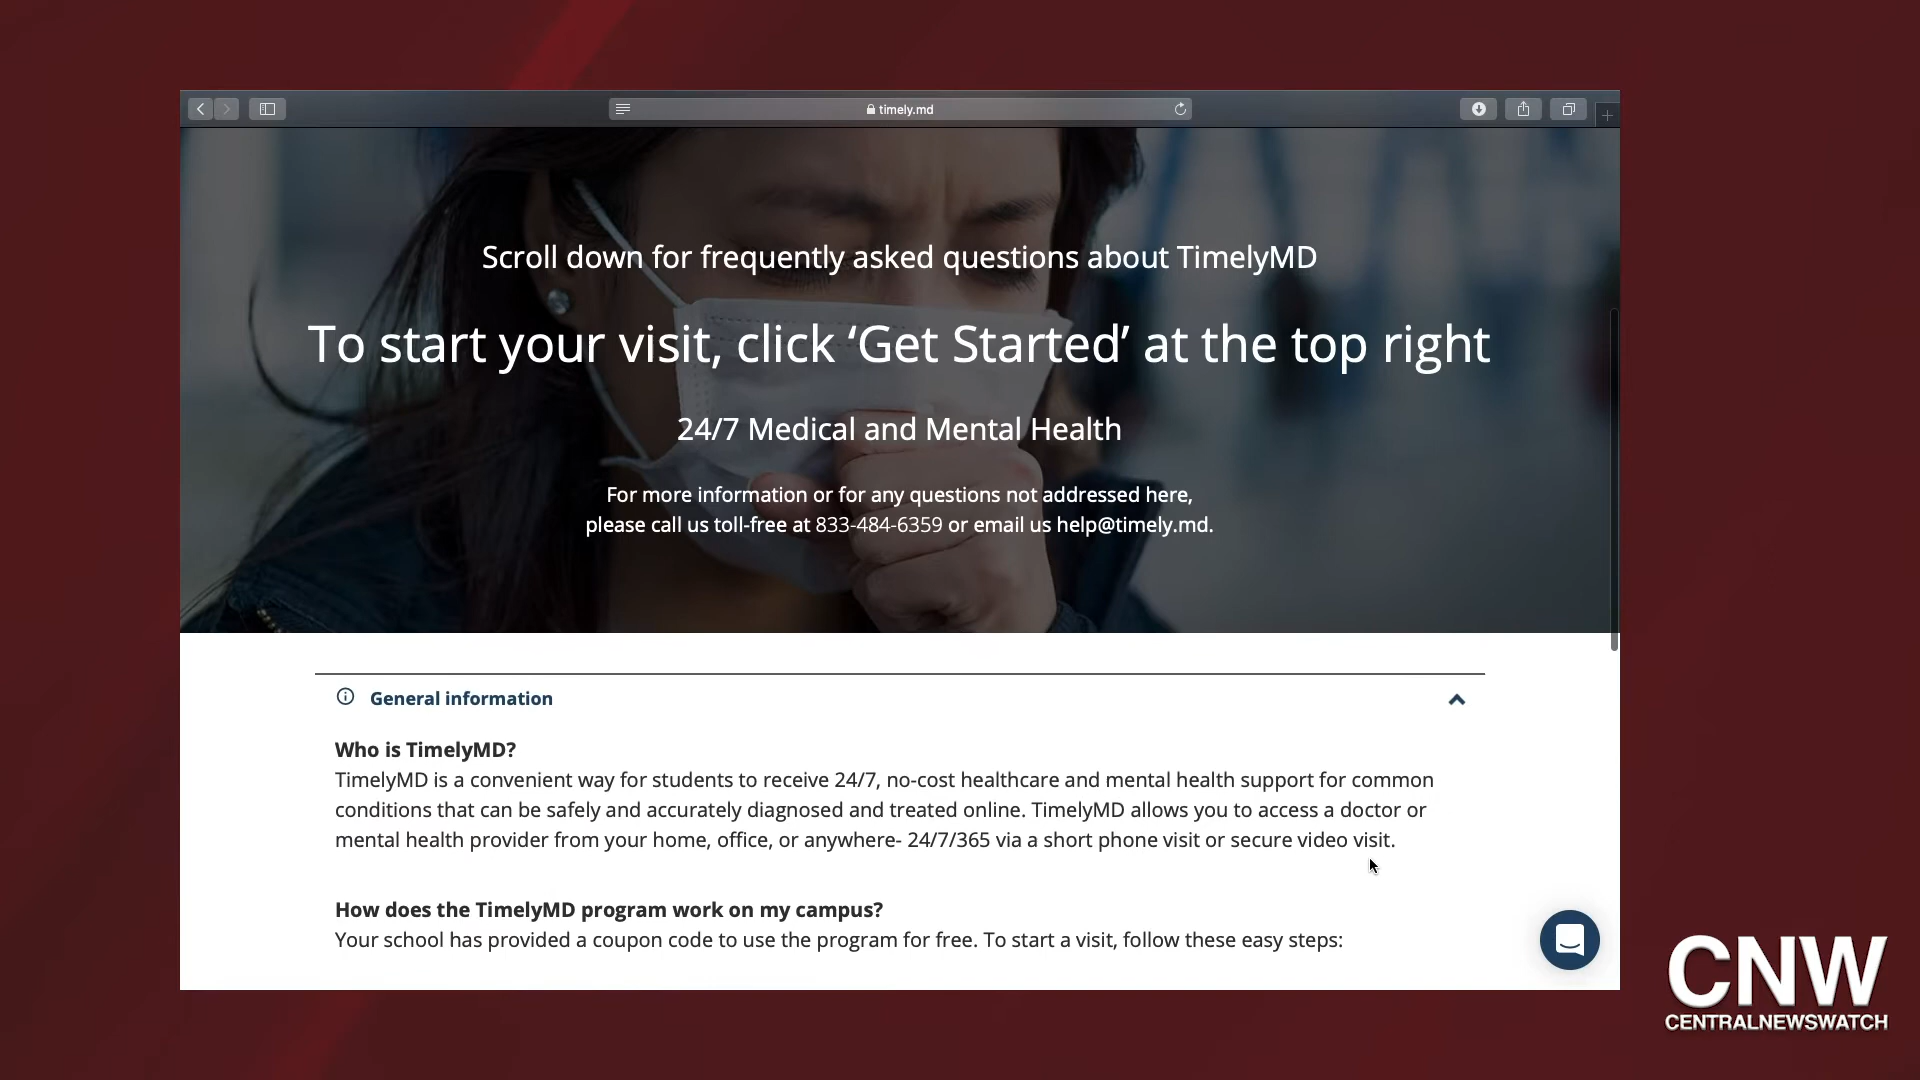 timely.md
Scroll down for frequently asked questions about TimelyMD
To start your visit, click ‘Get Started’ at the top right
24/7 Medical and Mental Health
For more information or for any questions not addressed here,
please call us toll-free at 833-484-6359 or email us help@timely.md.
General information
Who is TimelyMD?
TimelyMD is a convenient way for students to receive 24/7, no-cost healthcare and mental health support for common
conditions that can be safely and accurately diagnosed and treated online. TimelyMD allows you to access a doctor or
mental health provider from your home, office, or anywhere- 24/7/365 via a short phone visit or secure video visit.
How does the TimelyMD program work on my campus?
Your school has provided a coupon code to use the program for free. To start a visit, follow these easy steps:
CNW
CENTRALNEWSWATCH